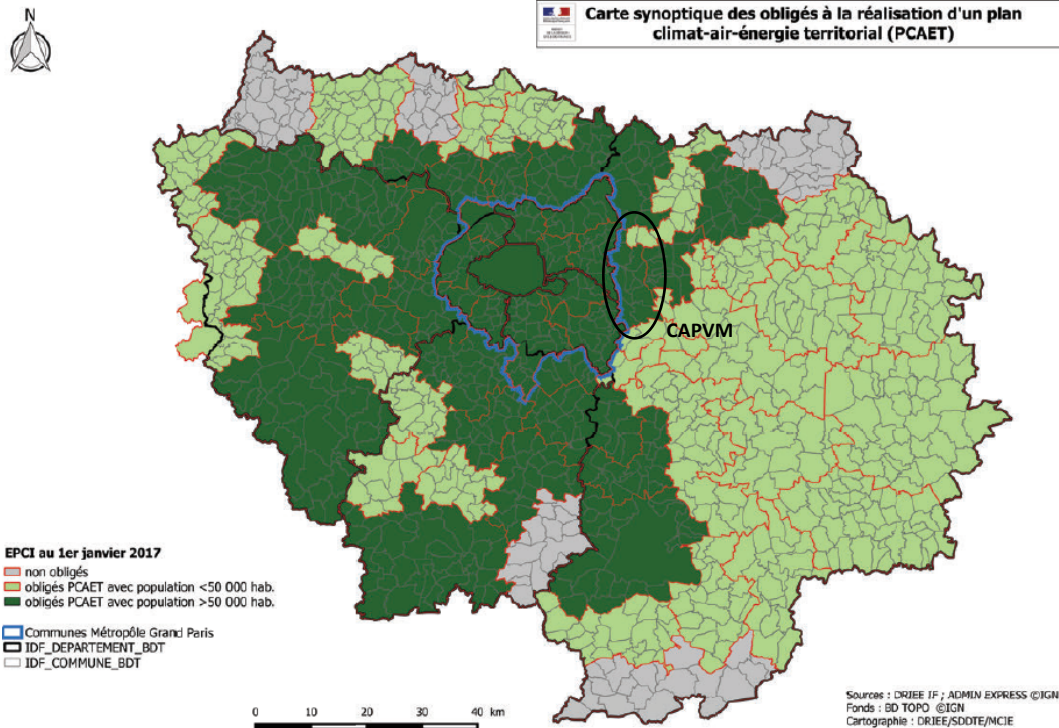 N
Carte synoptique des obligés à la réalisation d'un plan
climat-air-énergie territorial (PCAET)
CAPVM
EPCI au 1er janvier 2017
non obligés
obligés PCAET avec population <50 000 hab.
obligés PCAET avec population >50 000 hab.
Communes Métropôle Grand Paris
IDF_DEPARTEMENT_BDT
IDF_COMMUNE_BDT
0 10 20 30 40 km
Sources : DRIEE IF ; ADMIN EXPRESS ©IGN
Fonds : BD TOPO ©IGN
Cartographie : DRIEE/SDDTE/MCIE